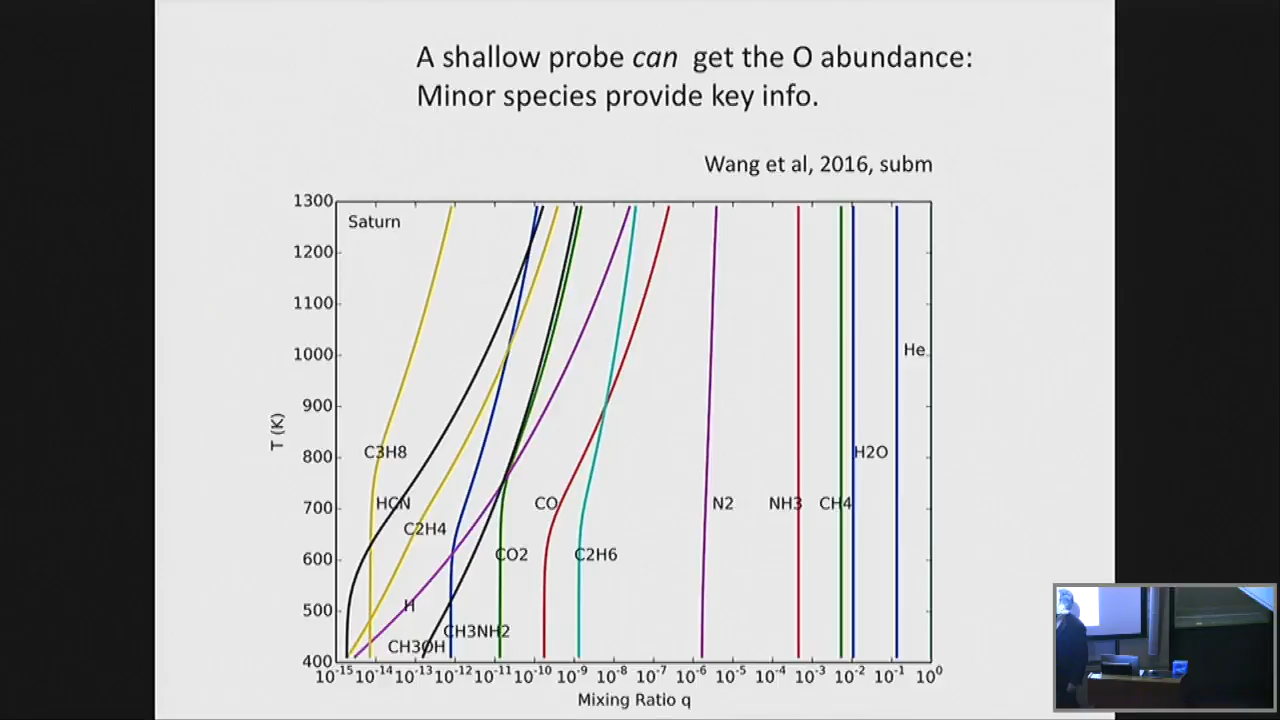 A shallow probe can get the O abundance:
Minor species provide key info.
Wang et al, 2016, subm
1300
Saturn
1200
1100
1000
He
900
T (K)
C3H8
800
H2O
700
HCN
CO
N2
NH3
CH4
C2H4
600
CO2
C2H6
500
H
CH3NH2
CH3OH
400
10-15 10-14 10-13 10-12 10-11 10-10 10-9 10-8 10-7 10-6 10-5 10-4 10-3 10-2 10-1 100
Mixing Ratio q